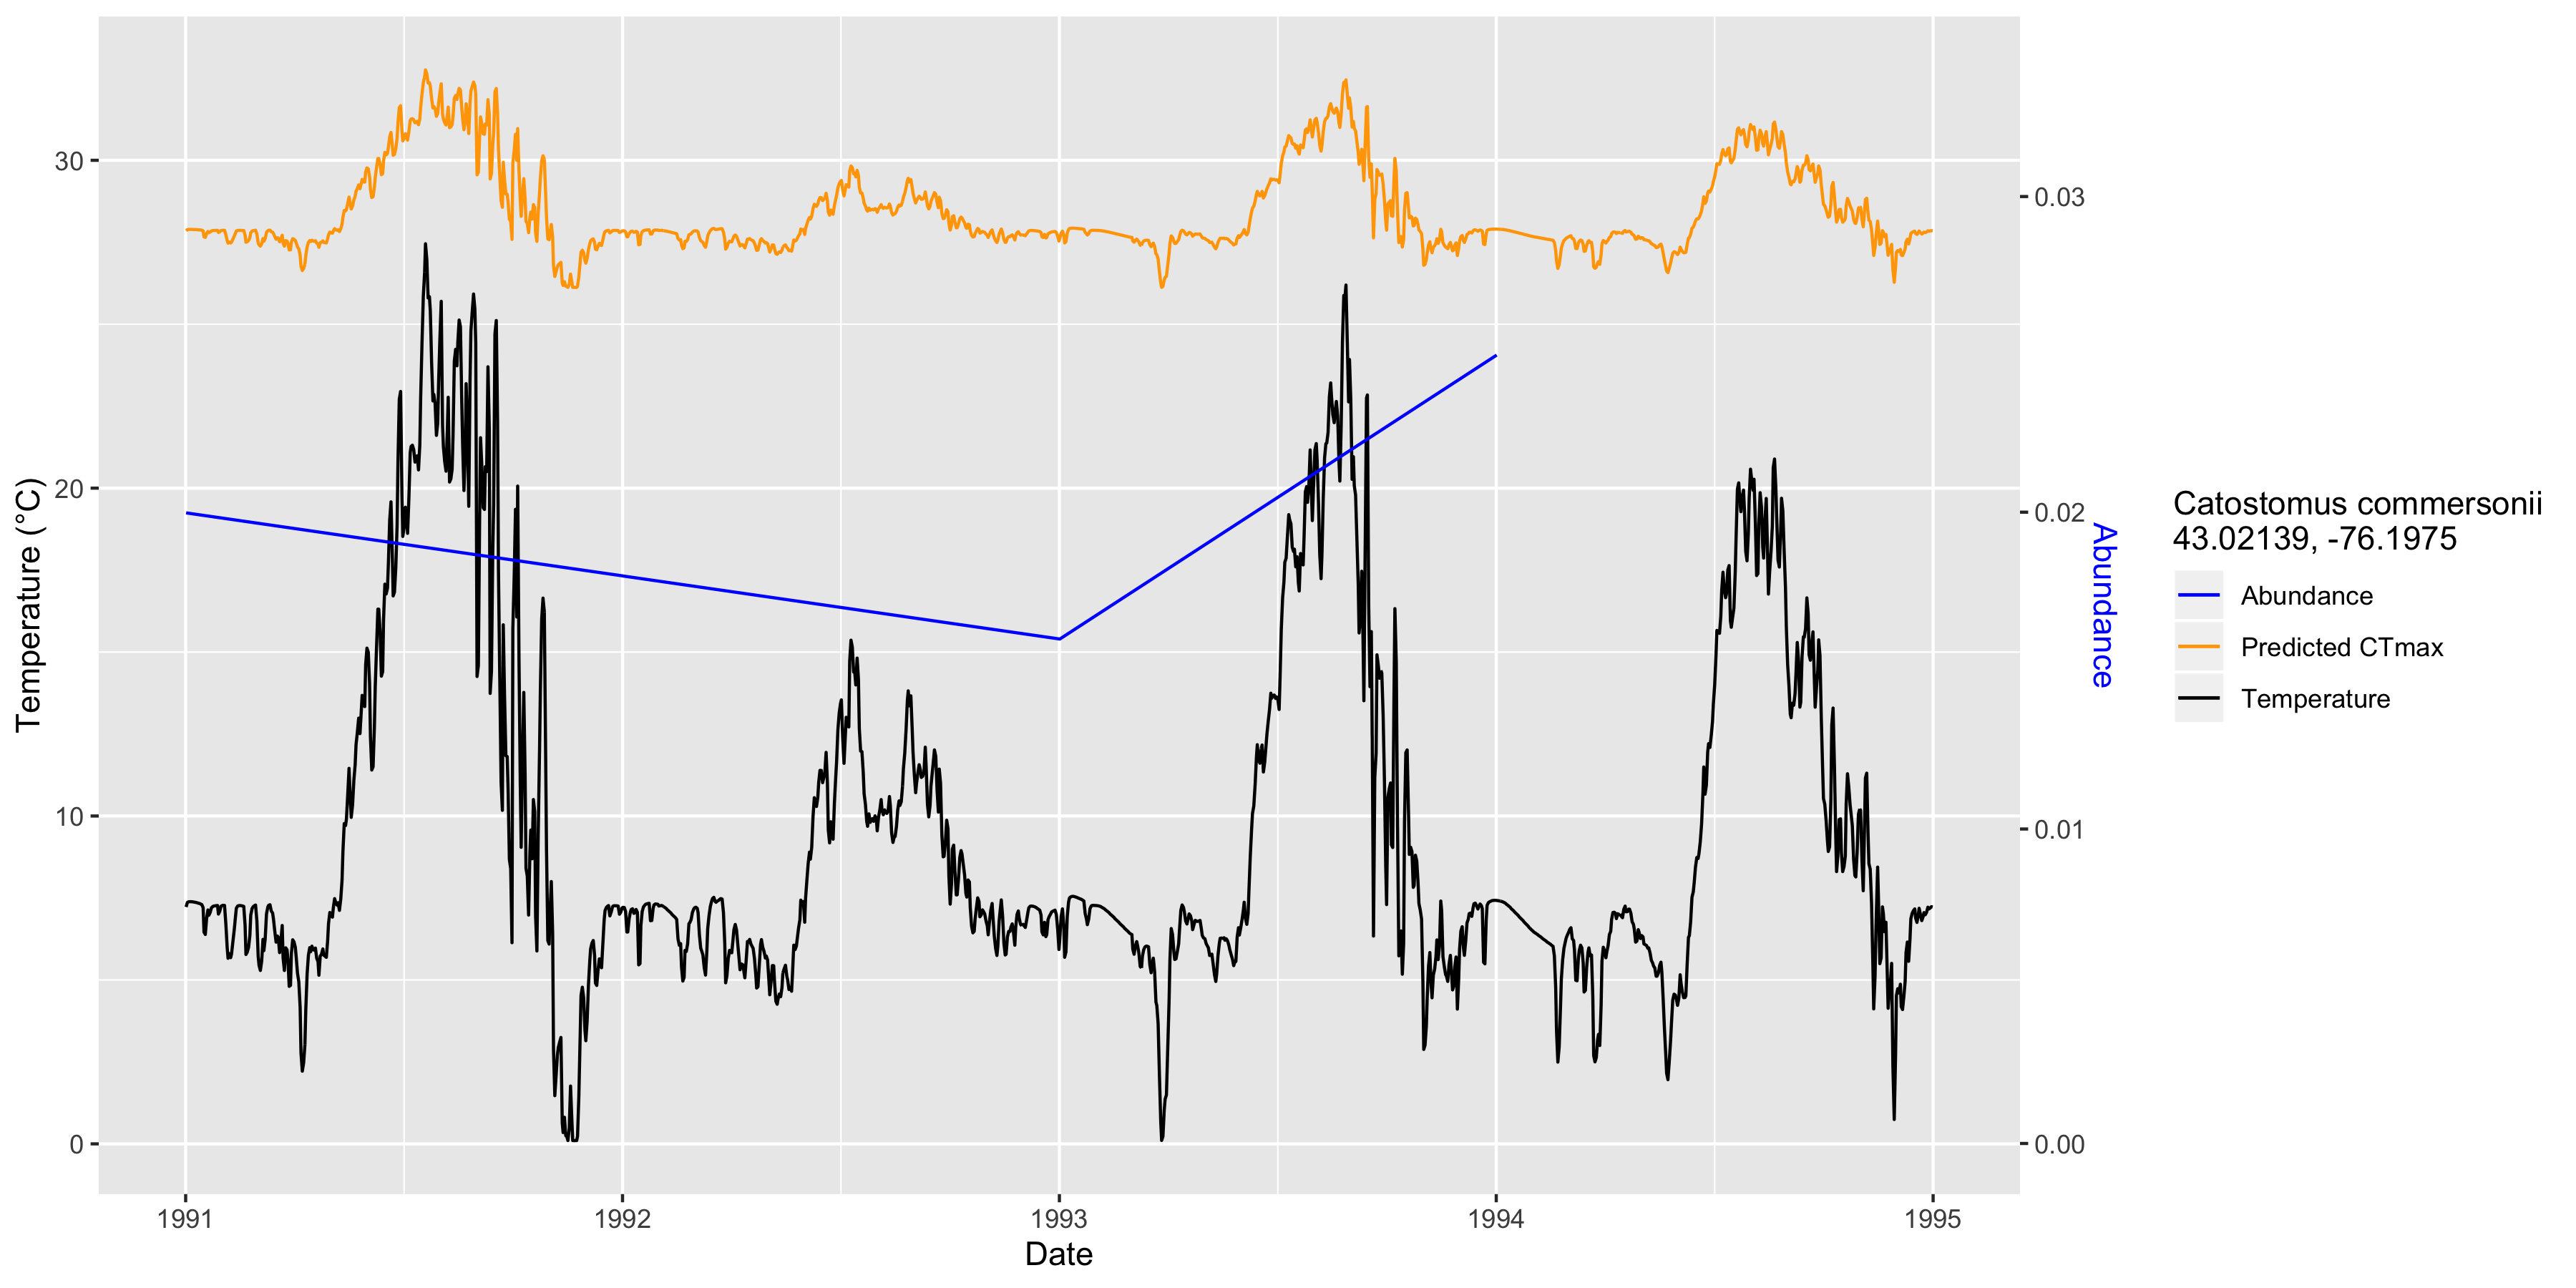 Temperature (°C)
30
20
10
0
1991
1992
1993
1994
1995
Date
0.03
0.02
0.01
0.00
Abundance
Catostomus commersonii
43.02139, -76.1975
Abundance
Predicted CTmax
Temperature